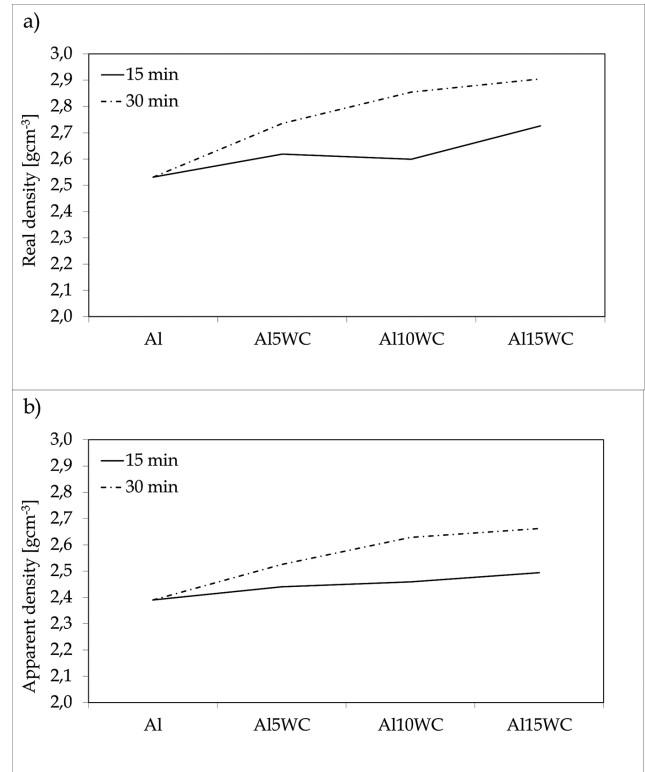 a)
3,0
2,9
2,8
2,7
2,6
2,5
2,4
2,3
2,2
2,1
2,0
Real density [gcm-3]
15 min
30 min
Al
Al5WC
Al10WC
Al15WC
b)
3,0
2,9
2,8
2,7
2,6
2,5
2,4
2,3
2,2
2,1
2,0
Apparent density [gcm-3]
15 min
30 min
Al
Al5WC
Al10WC
Al15WC